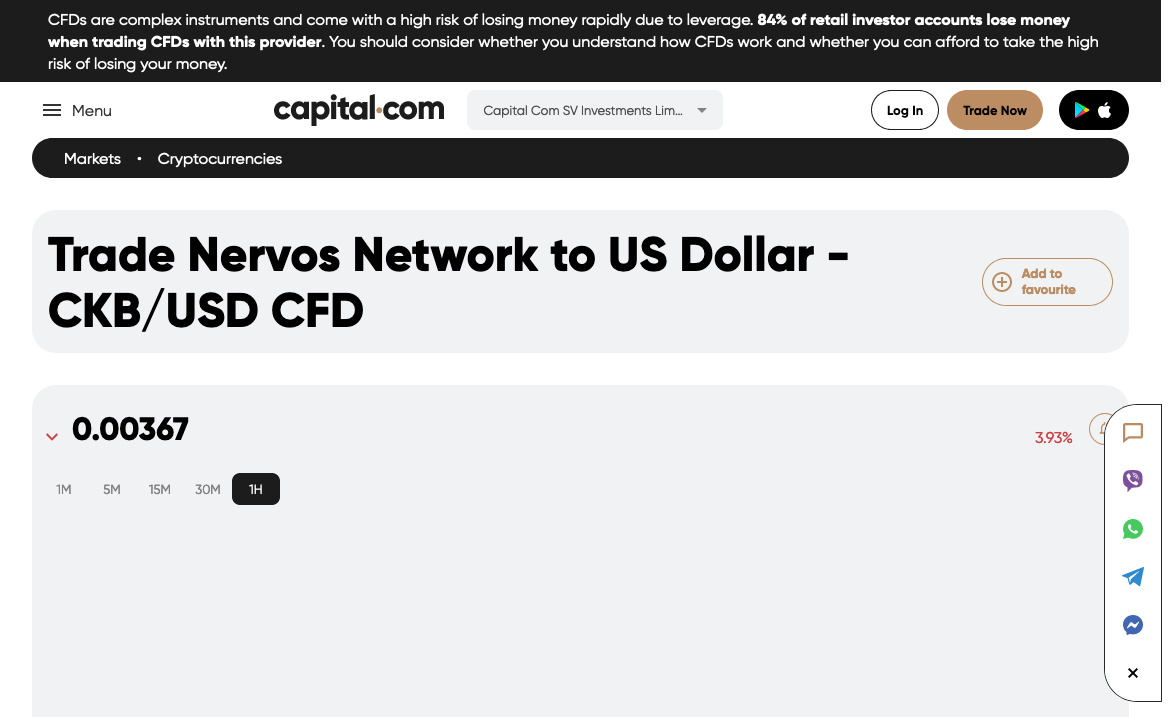 CFDs are complex instruments and come with a high risk of losing money rapidly due to leverage. 84% of retail investor accounts lose money
when trading CFDs with this provider. You should consider whether you understand how CFDs work and whether you can afford to take the high
risk of losing your money.
Menu
capital.com
Capital Com SV Investments Lim...
Log In
Trade Now
Markets • Cryptocurrencies
Trade Nervos Network to US Dollar -
CKB/USD CFD
Add to
favourite
0.00367
3.93%
1M 5M 15M 30M 1H